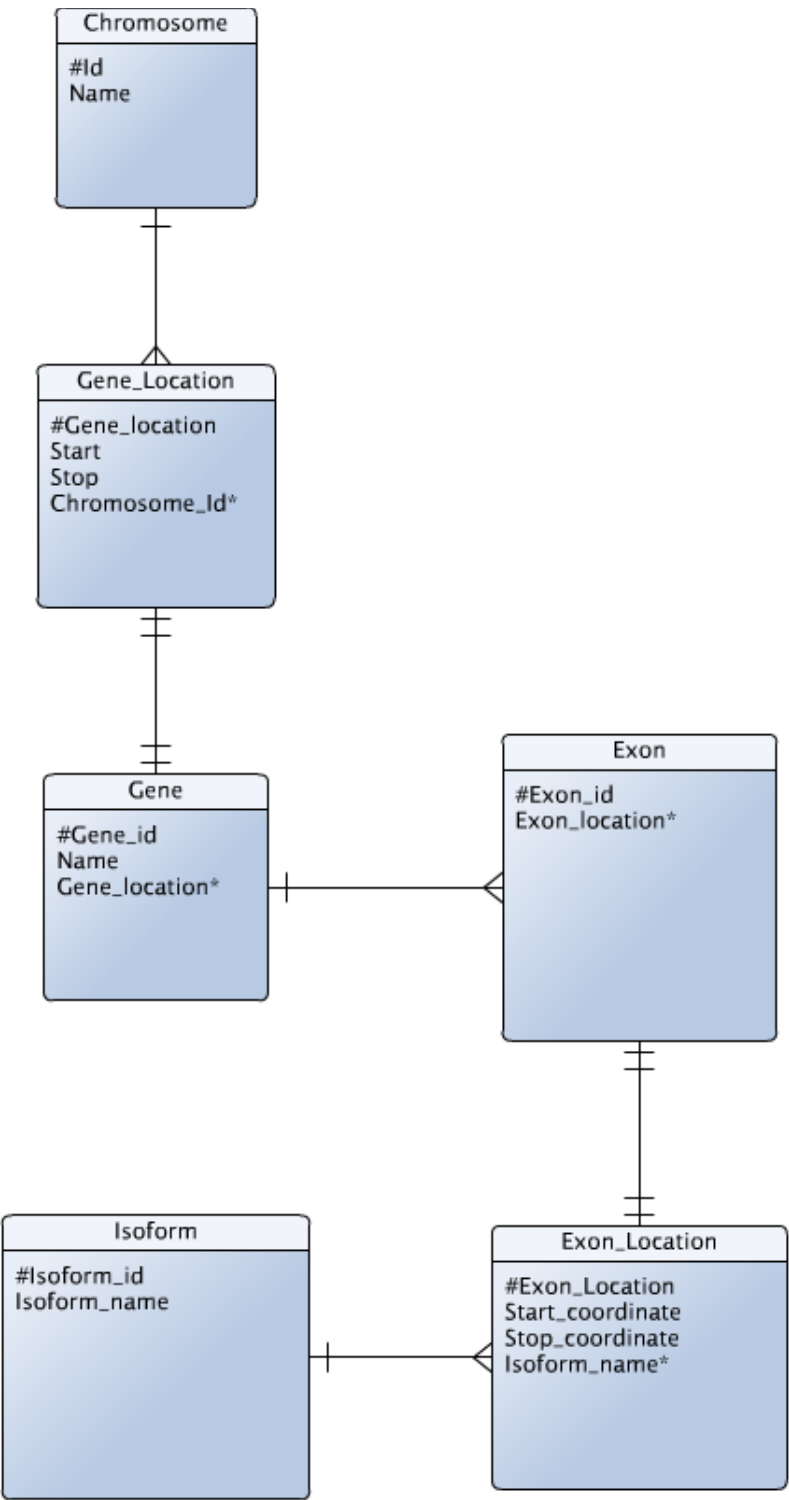 Chromosome
#Id
Name
Gene_Location
#Gene_location
Start
Stop
Chromosome_Id*
Gene
#Gene_id
Name
Gene_location*
Exon
#Exon_id
Exon_location*
Isoform
#Isoform_id
Isoform_name
Exon_Location
#Exon_Location
Start_coordinate
Stop_coordinate
Isoform_name*